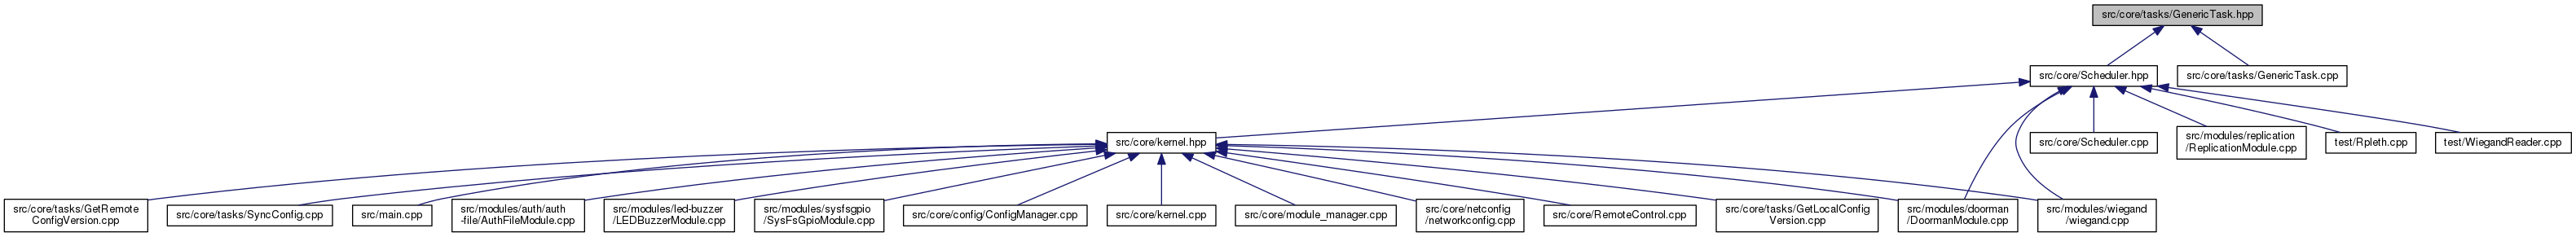 src/core/tasks/GenericTask.hpp
src/core/Scheduler.hpp
src/core/tasks/GenericTask.cpp
src/core/kernel.hpp
src/core/Scheduler.cpp
src/modules/replication
/ReplicationModule.cpp
test/Rpleth.cpp
test/WiegandReader.cpp
src/core/tasks/GetRemote
ConfigVersion.cpp
src/core/tasks/SyncConfig.cpp
src/main.cpp
src/modules/auth/auth
-file/AuthFileModule.cpp
src/modules/led-buzzer
/LEDBuzzerModule.cpp
src/modules/sysfsgpio
/SysFsGpioModule.cpp
src/core/config/ConfigManager.cpp
src/core/kernel.cpp
src/core/module_manager.cpp
src/core/netconfig
/networkconfig.cpp
src/core/RemoteControl.cpp
src/core/tasks/GetLocalConfig
Version.cpp
src/modules/doorman
/DoormanModule.cpp
src/modules/wiegand
/wiegand.cpp